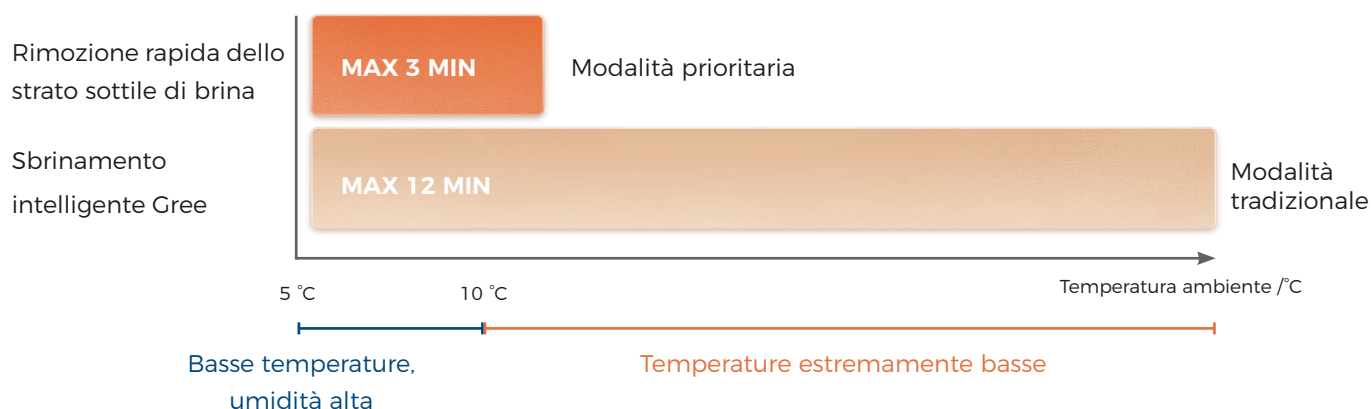 Rimozione rapida dello
strato sottile di brina
MAX 3 MIN
Modalità prioritaria
Sbrinamento
intelligente Gree
MAX 12 MIN
Modalità
tradizionale
5 °C
10 °C
Temperatura ambiente /°C
Basse temperature,
umidità alta
Temperature estremamente basse